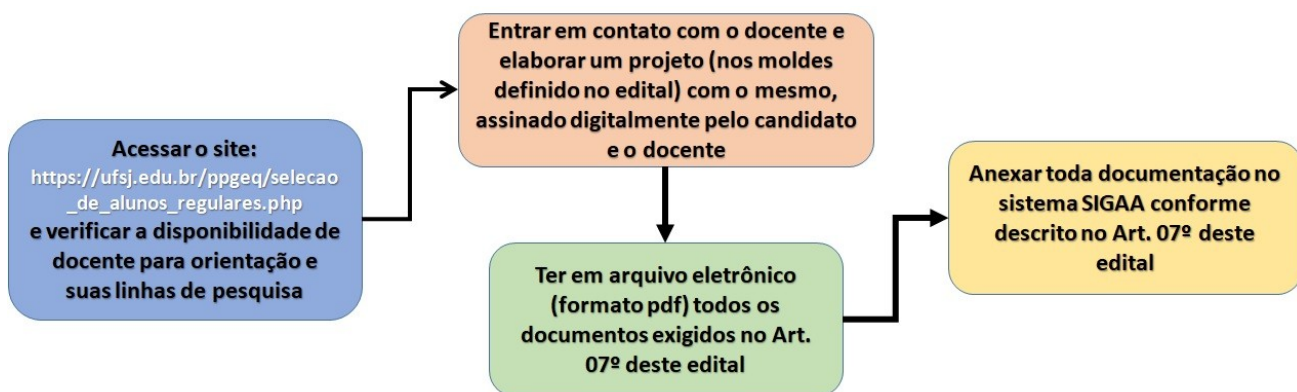 Acessar o site:
https://ufsj.edu.br/ppgeq/selecao
_de_alunos_regulares.php
e verificar a disponibilidade de
docente para orientação e
suas linhas de pesquisa
Entrar em contato com o docente e
elaborar um projeto (nos moldes
definido no edital) com o mesmo,
assinado digitalmente pelo candidato
e o docente
Ter em arquivo eletrônico
(formato pdf) todos os
documentos exigidos no Art.
07º deste edital
Anexar toda documentação no
sistema SIGAA conforme
descrito no Art. 07º deste
edital